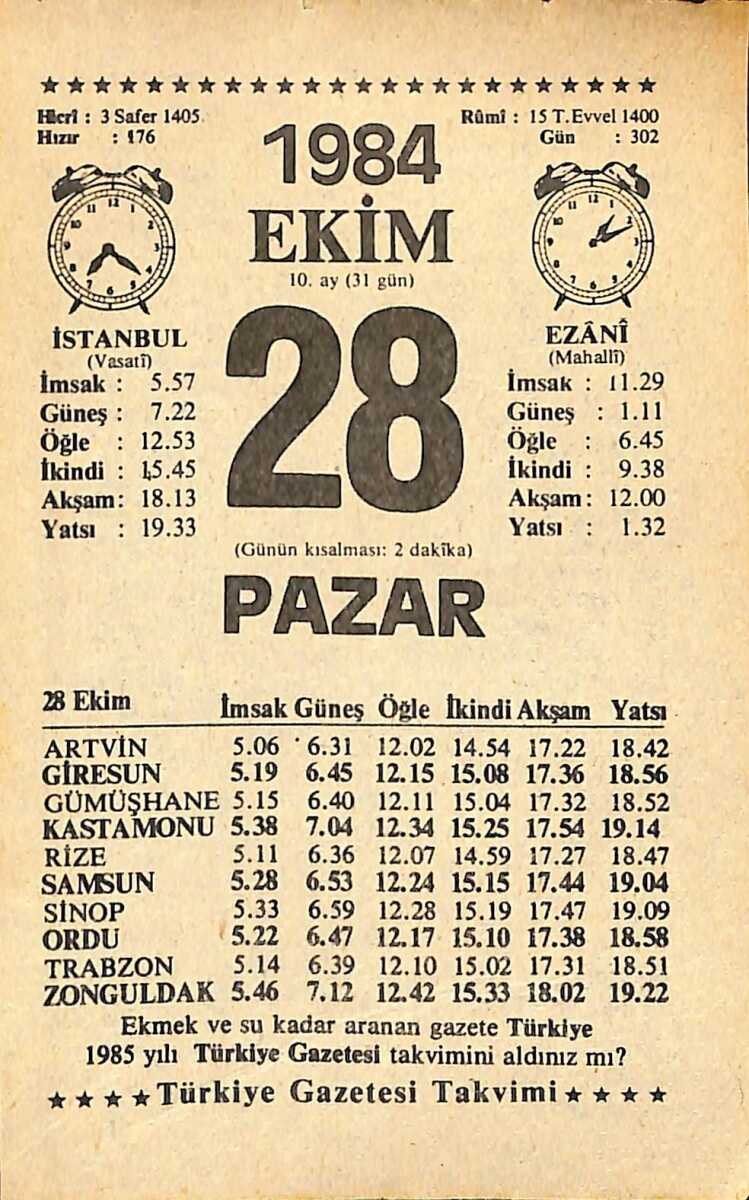 ★★★★★★★★★★★★★★★★★★★★★★★★
Hicrî : 3 Safer 1405
Hızır : 176
Rûmî : 15 T.Evvel 1400
Gün : 302
1984
EKİM
10. ay (31 gün)
28
(Günün kısalması: 2 dakîka)
PAZAR
İSTANBUL
(Vasatî)
İmsak : 5.57
Güneş : 7.22
Öğle : 12.53
İkindi : 15.45
Akşam: 18.13
Yatsı : 19.33
EZÂNÎ
(Mahallî)
İmsak : 11.29
Güneş : 1.11
Öğle : 6.45
İkindi : 9.38
Akşam: 12.00
Yatsı : 1.32
28 Ekim İmsak Güneş Öğle İkindi Akşam Yatsı
ARTVİN 5.06 6.31 12.02 14.54 17.22 18.42
GİRESUN 5.19 6.45 12.15 15.08 17.36 18.56
GÜMÜŞHANE 5.15 6.40 12.11 15.04 17.32 18.52
KASTAMONU 5.38 7.04 12.34 15.25 17.54 19.14
RİZE 5.11 6.36 12.07 14.59 17.27 18.47
SAMSUN 5.28 6.53 12.24 15.15 17.44 19.04
SİNOP 5.33 6.59 12.28 15.19 17.47 19.09
ORDU 5.22 6.47 12.17 15.10 17.38 18.58
TRABZON 5.14 6.39 12.10 15.02 17.31 18.51
ZONGULDAK 5.46 7.12 12.42 15.33 18.02 19.22
Ekmek ve su kadar aranan gazete Türkiye
1985 yılı Türkiye Gazetesi takvimini aldınız mı?
★★★★Türkiye Gazetesi Takvimi★★★★